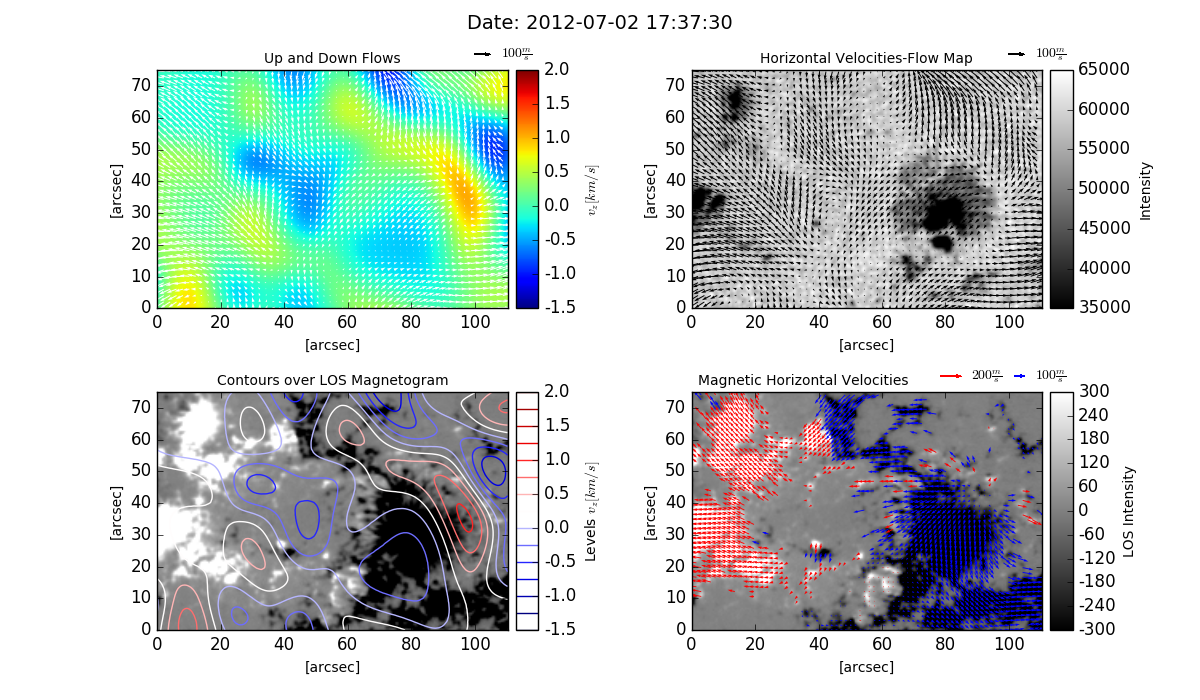 Date: 2012-07-02 17:37:30
Up and Down Flows
100 m/s
70
60
50
40
30
20
10
0
[arcsec]
0 20 40 60 80 100
[arcsec]
2.0
1.5
1.0
0.5
0.0
-0.5
-1.0
-1.5
v_z[km/s]
Horizontal Velocities-Flow Map
100 m/s
70
60
50
40
30
20
10
0
[arcsec]
0 20 40 60 80 100
[arcsec]
65000
60000
55000
50000
45000
40000
35000
Intensity
Contours over LOS Magnetogram
70
60
50
40
30
20
10
0
[arcsec]
0 20 40 60 80 100
[arcsec]
2.0
1.5
1.0
0.5
0.0
-0.5
-1.0
-1.5
Levels v_z[km/s]
Magnetic Horizontal Velocities
200 m/s 100 m/s
70
60
50
40
30
20
10
0
[arcsec]
0 20 40 60 80 100
[arcsec]
300
240
180
120
60
0
-60
-120
-180
-240
-300
LOS Intensity